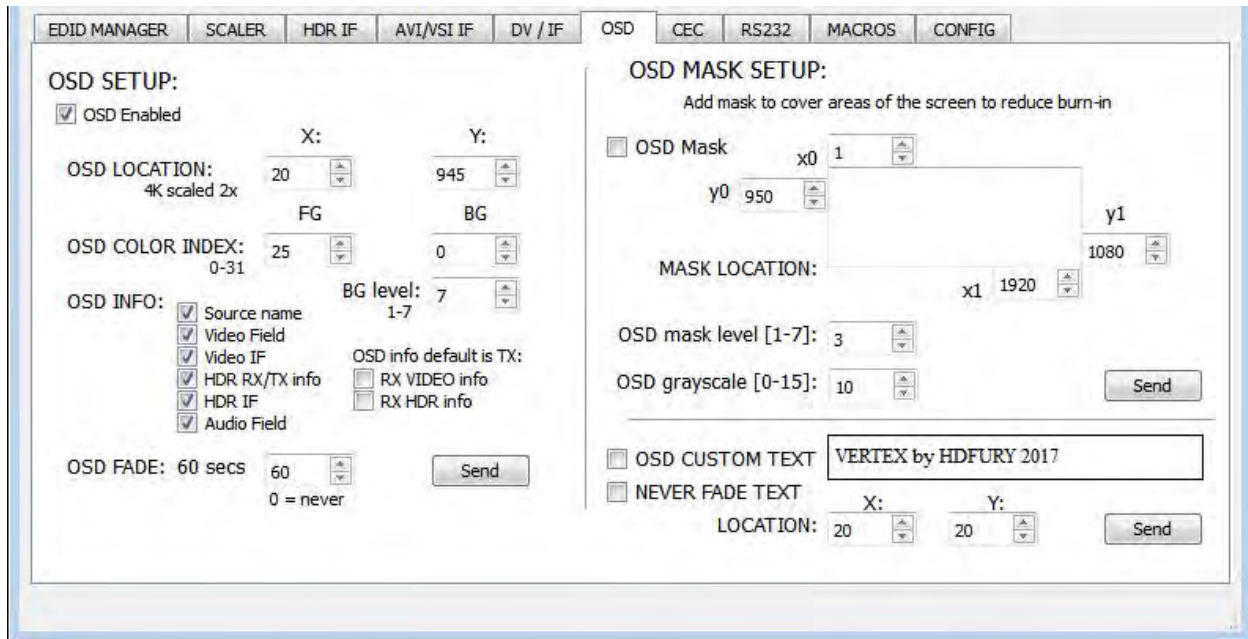 EDID MANAGER SCALER HDR IF AVI/VSI IF DV / IF OSD CEC RS232 MACROS CONFIG
OSD SETUP:
OSD Enabled
X: Y:
OSD LOCATION: 20 945
4K scaled 2x
FG BG
OSD COLOR INDEX: 25 0
0-31
BG level: 7
1-7
OSD INFO:
Source name
Video Field
Video IF
HDR RX/TX info
HDR IF
Audio Field
OSD info default is TX:
RX VIDEO info
RX HDR info
OSD FADE: 60 secs 60 Send
0 = never
OSD MASK SETUP:
Add mask to cover areas of the screen to reduce burn-in
OSD Mask x0 1
y0 950
y1
1080
MASK LOCATION:
x1 1920
OSD mask level [1-7]: 3
OSD grayscale [0-15]: 10 Send
OSD CUSTOM TEXT VERTEX by HDFURY 2017
NEVER FADE TEXT
X: Y:
LOCATION: 20 20 Send